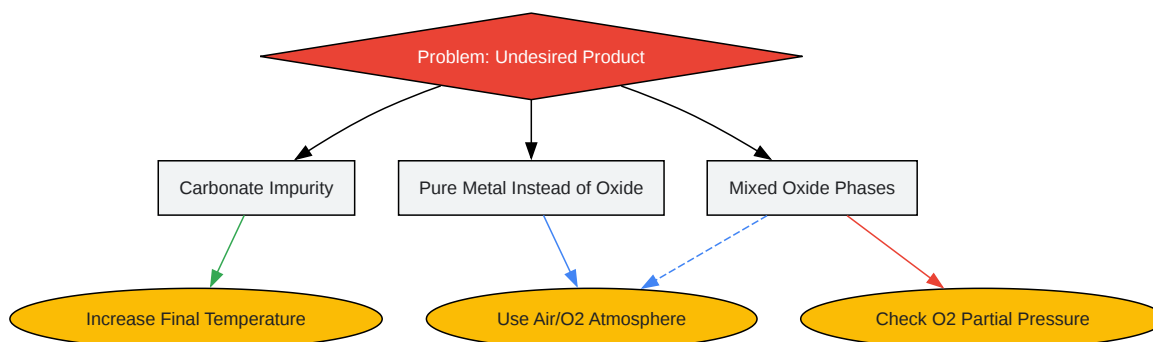 Problem: Undesired Product
Carbonate Impurity
Pure Metal Instead of Oxide
Mixed Oxide Phases
Increase Final Temperature
Use Air/O2 Atmosphere
Check O2 Partial Pressure